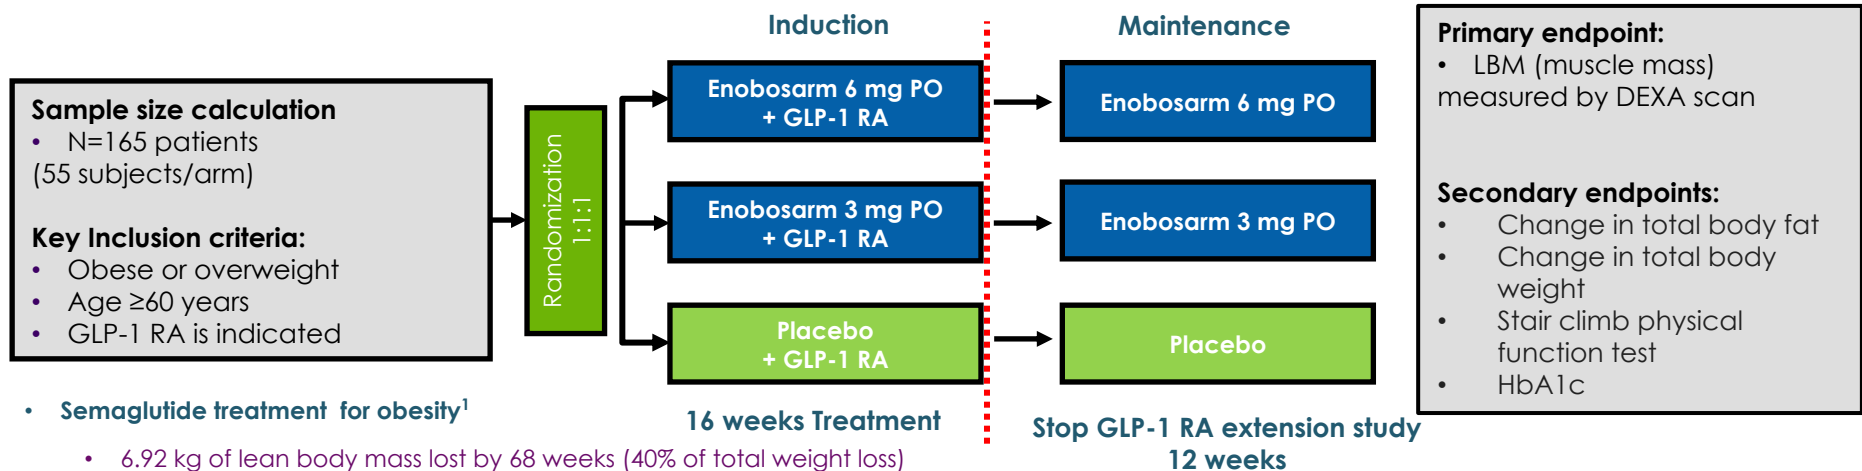 Induction
Maintenance
Sample size calculation
• N=165 patients
(55 subjects/arm)
Key Inclusion criteria:
• Obese or overweight
• Age ≥60 years
• GLP-1 RA is indicated
Randomization
1:1:1
Enobosarm 6 mg PO
+ GLP-1 RA
Enobosarm 6 mg PO
Enobosarm 3 mg PO
+ GLP-1 RA
Enobosarm 3 mg PO
Placebo
+ GLP-1 RA
Placebo
Primary endpoint:
• LBM (muscle mass)
measured by DEXA scan
Secondary endpoints:
• Change in total body fat
• Change in total body
weight
• Stair climb physical
function test
• HbA1c
• Semaglutide treatment for obesity¹
• 6.92 kg of lean body mass lost by 68 weeks (40% of total weight loss)
16 weeks Treatment
Stop GLP-1 RA extension study
12 weeks